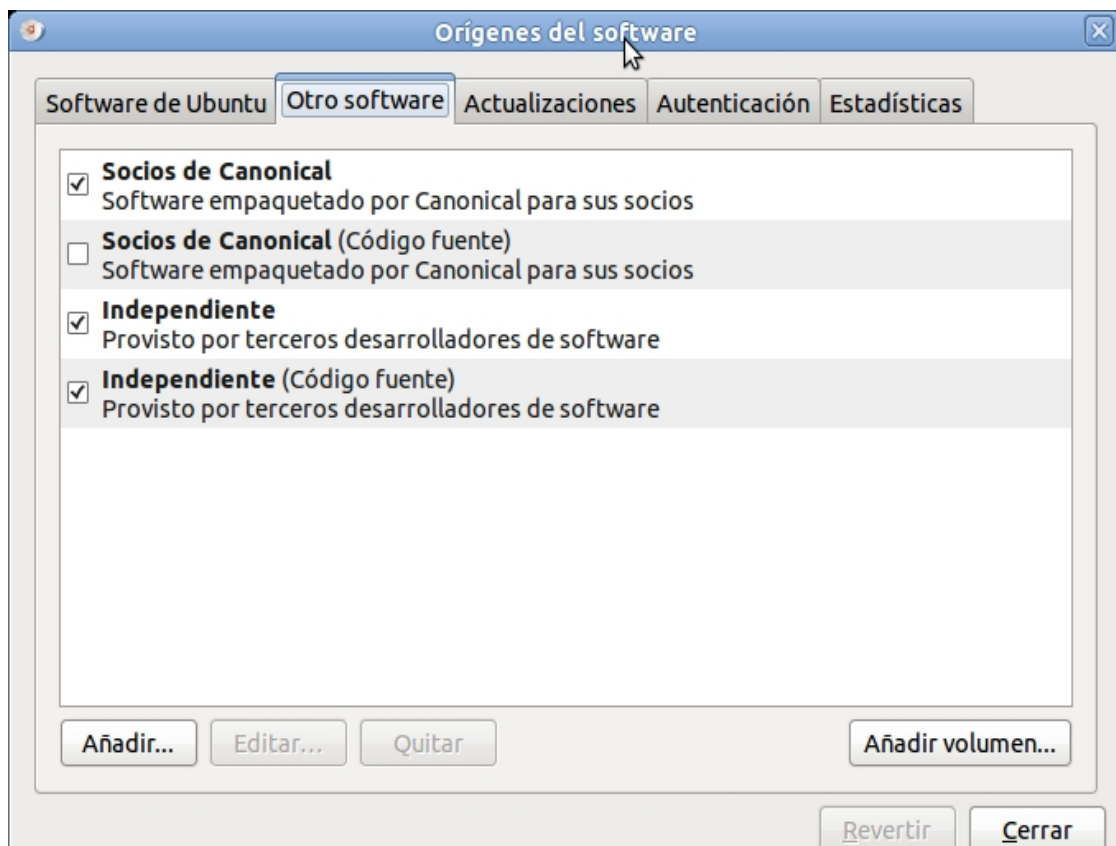 Orígenes del software
Software de Ubuntu Otro software Actualizaciones Autenticación Estadísticas
Socios de Canonical
Software empaquetado por Canonical para sus socios
Socios de Canonical (Código fuente)
Software empaquetado por Canonical para sus socios
Independiente
Provisto por terceros desarrolladores de software
Independiente (Código fuente)
Provisto por terceros desarrolladores de software
Añadir... Editar... Quitar Añadir volumen...
Revertir Cerrar